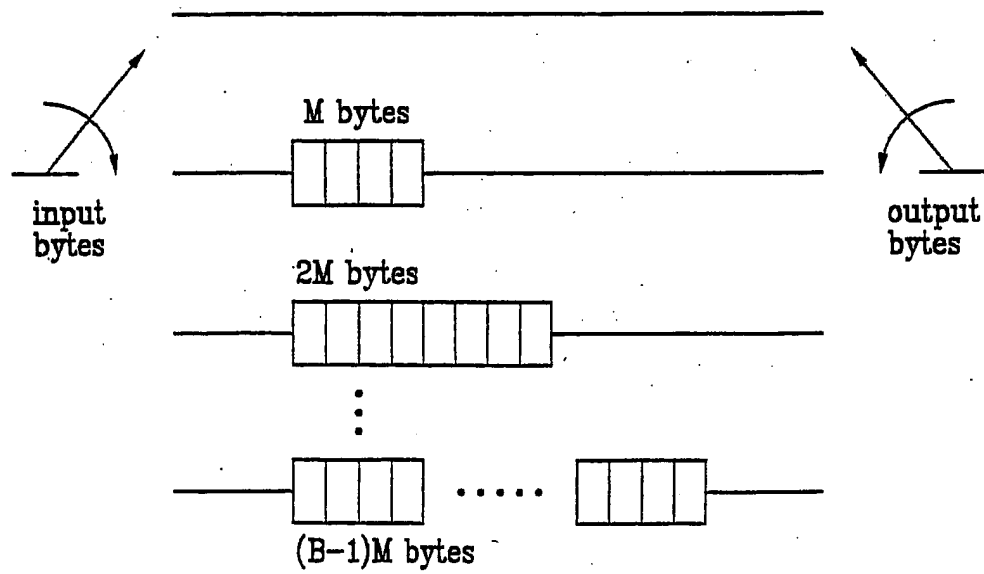 M bytes
input
bytes
output
bytes
2M bytes
(B-1)M bytes